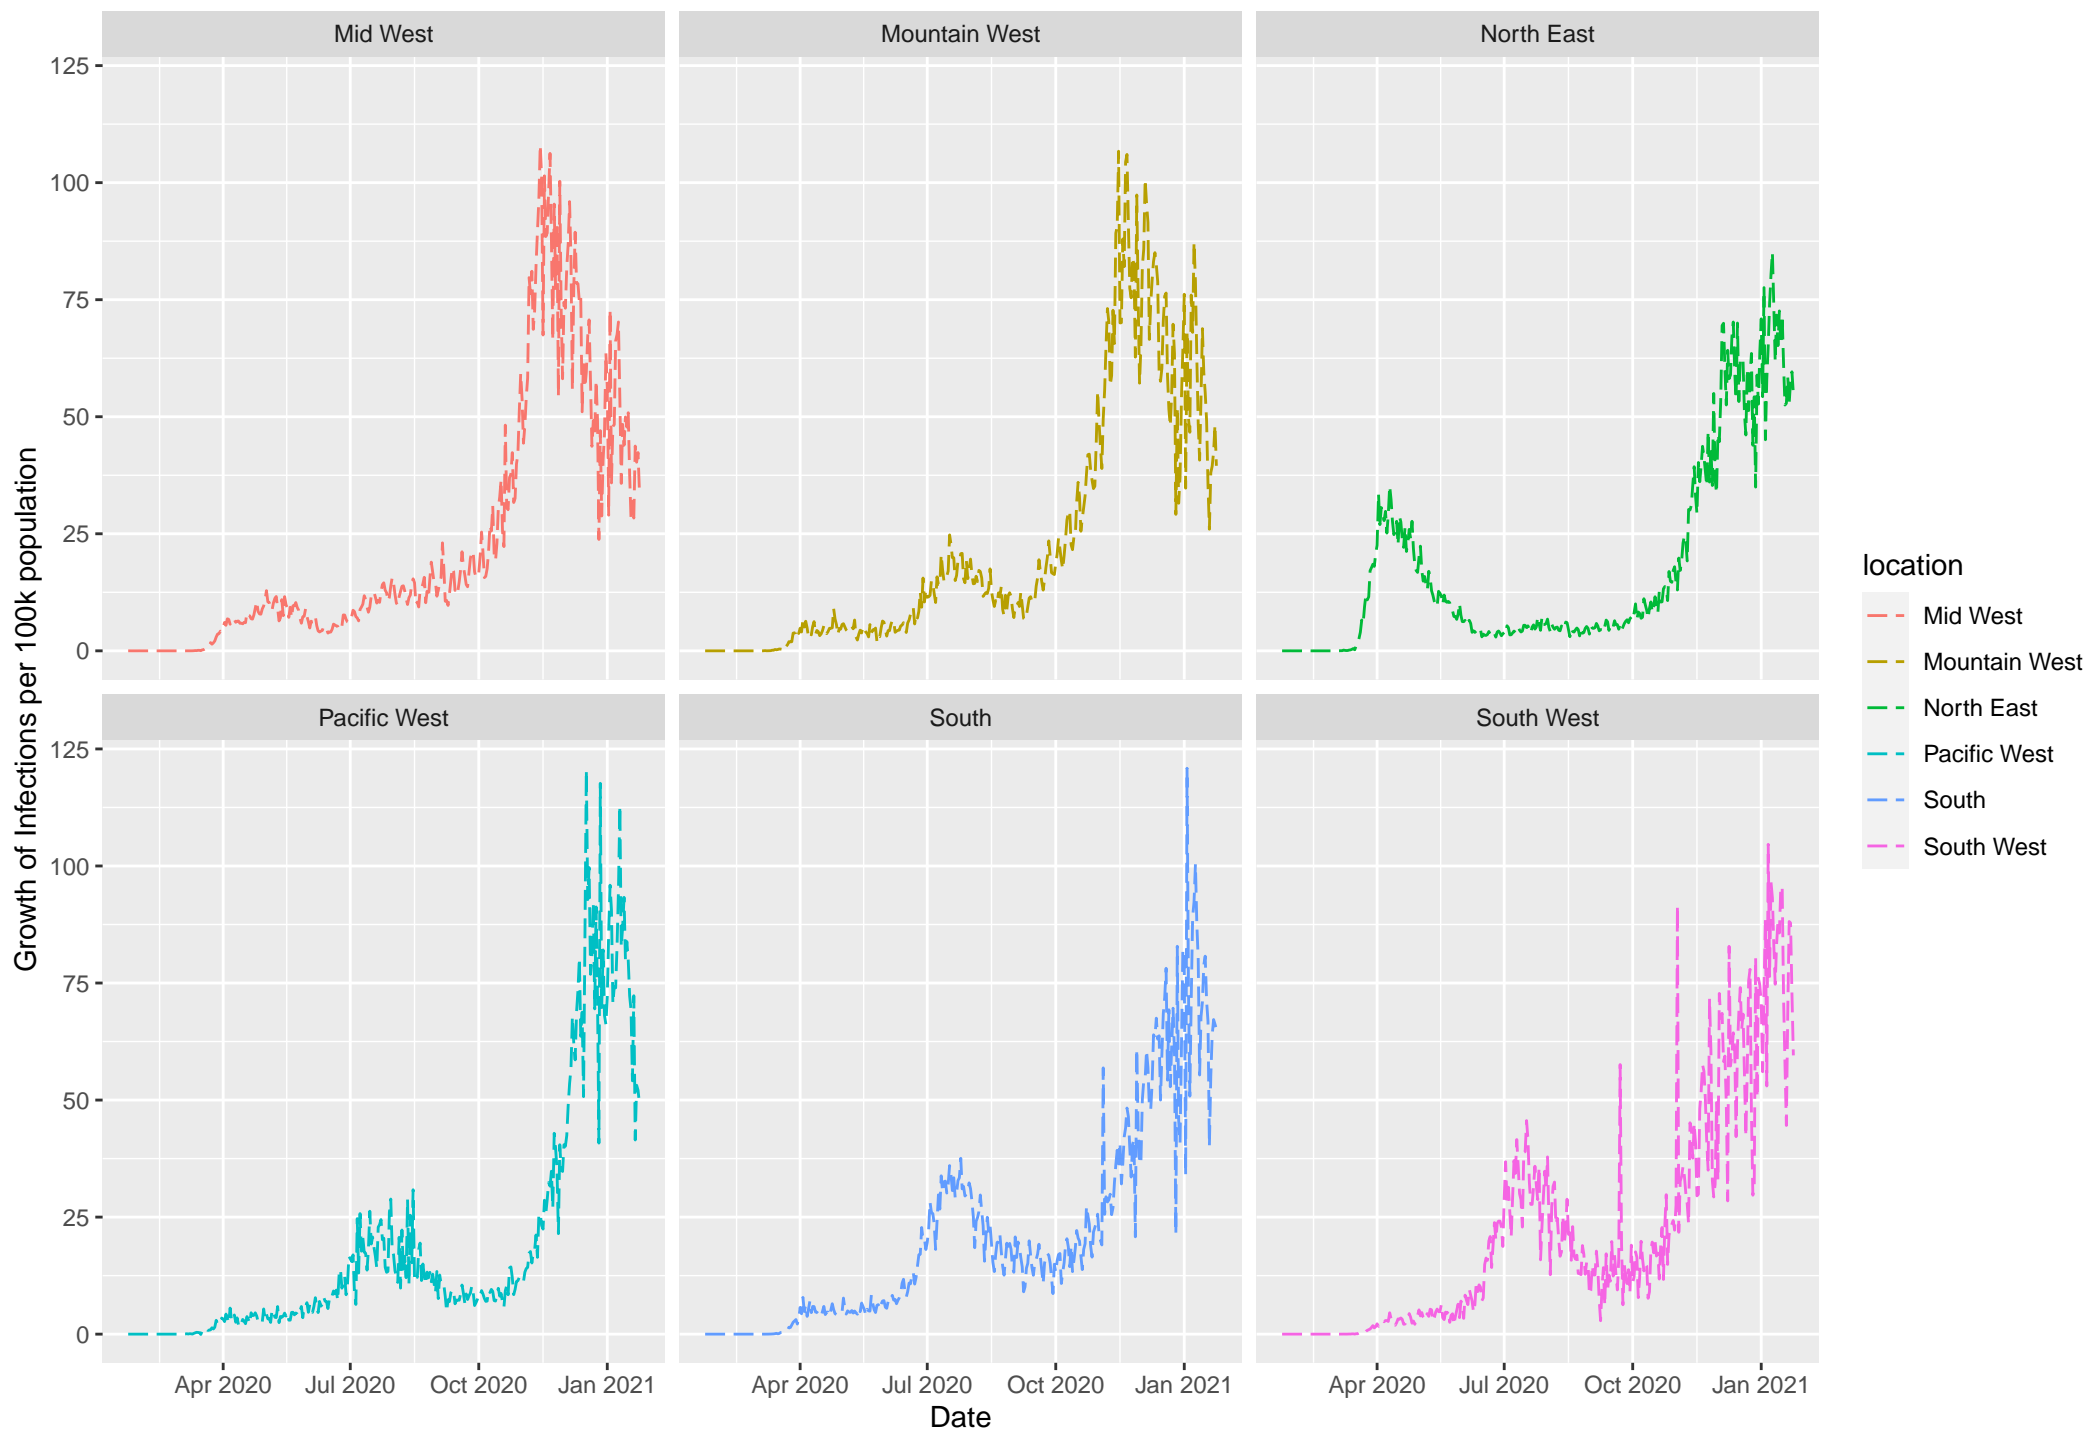 Mid West
Mountain West
North East
125
100
75
50
25
0
Pacific West
South
South West
125
100
75
50
25
0
Growth of Infections per 100k population
Apr 2020
Jul 2020
Oct 2020
Jan 2021
Apr 2020
Jul 2020
Oct 2020
Jan 2021
Apr 2020
Jul 2020
Oct 2020
Jan 2021
Date
location
Mid West
Mountain West
North East
Pacific West
South
South West